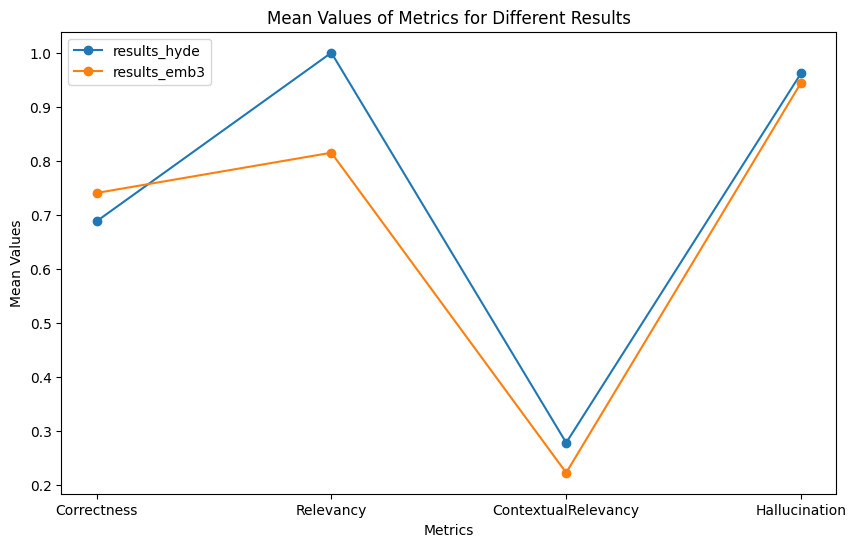 Mean Values of Metrics for Different Results
results_hyde
results_emb3
Mean Values
1.0
0.9
0.8
0.7
0.6
0.5
0.4
0.3
0.2
Correctness
Relevancy
ContextualRelevancy
Hallucination
Metrics